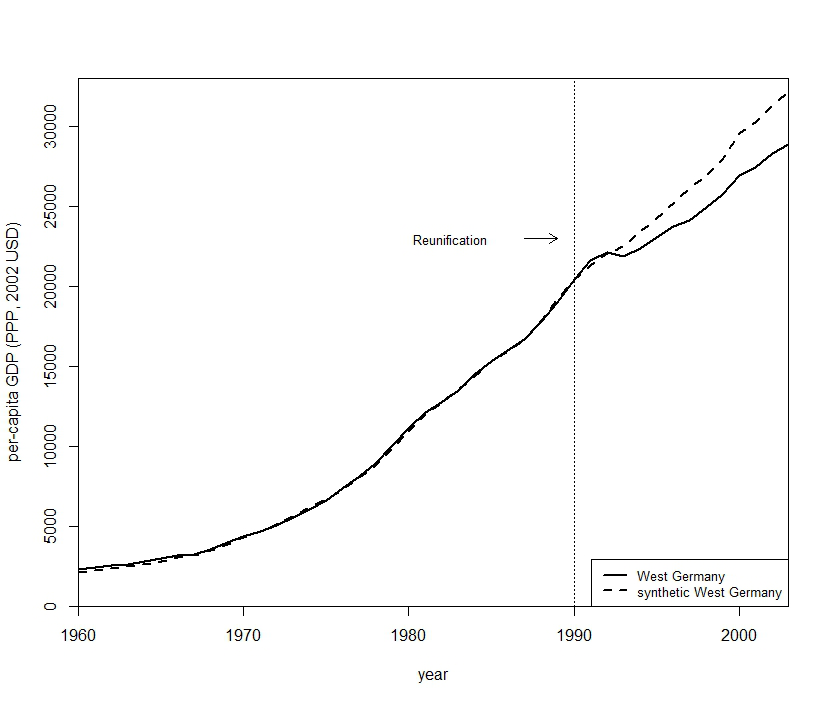 per-capita GDP (PPP, 2002 USD)
30000
25000
20000
15000
10000
5000
0
Reunification
West Germany
synthetic West Germany
1960 1970 1980 1990 2000
year